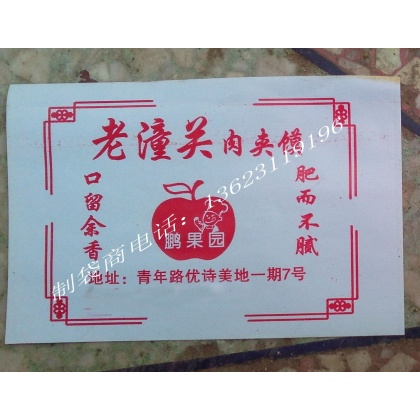 老潼关肉夹馍
口留余香
肥而不腻
鹏果园
地址：青年路优诗美地一期7号
制袋商电话：13623119196